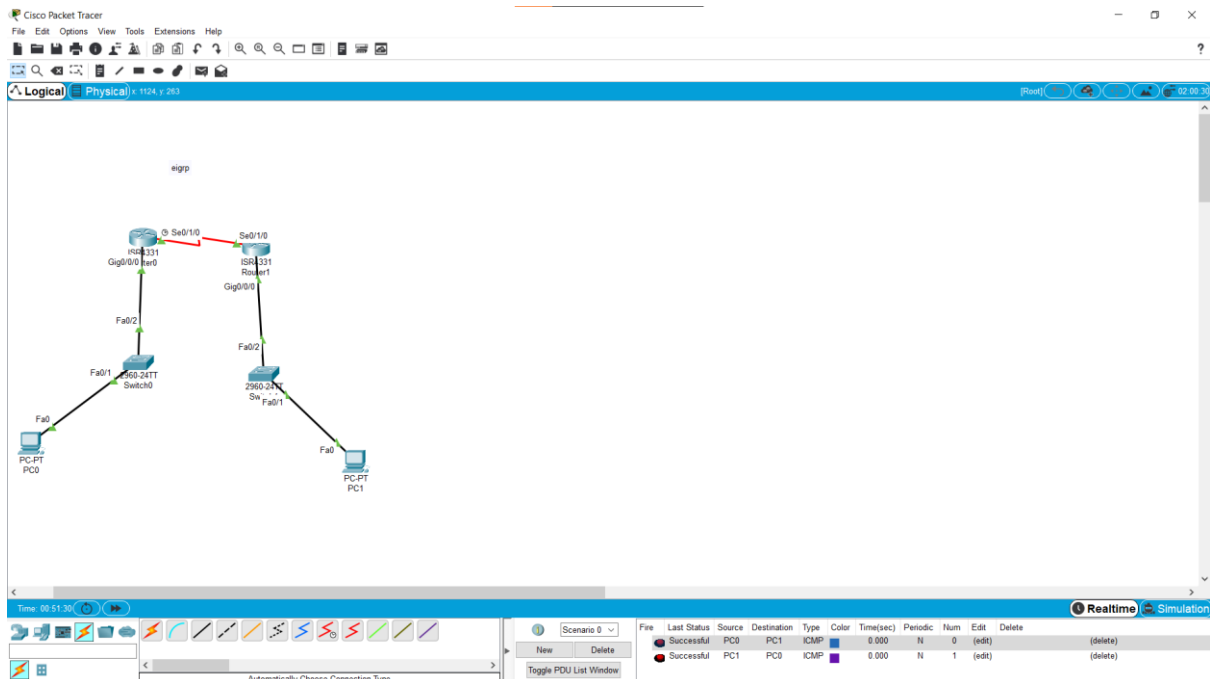 Cisco Packet Tracer
File Edit Options View Tools Extensions Help
?
Logical Physical x: 1124, y: 263 [Root] 02:00:30
eigrp
Se0/1/0 Se0/1/0
ISR4331
Gig0/0/0
ISR4331
Router1
Gig0/0/0
Fa0/2
Fa0/2
Fa0/1 2960-24TT
Switch0
2960-24TT
Fa0/1
Fa0
PC-PT
PC0
Fa0
PC-PT
PC1
Time: 00:51:30 Realtime Simulation
Scenario 0
New Delete
Toggle PDU List Window
Fire Last Status Source Destination Type Color Time(sec) Periodic Num Edit Delete
Successful PC0 PC1 ICMP 0.000 N 0 (edit) (delete)
Successful PC1 PC0 ICMP 0.000 N 1 (edit) (delete)
Automatically Choose Connection Type